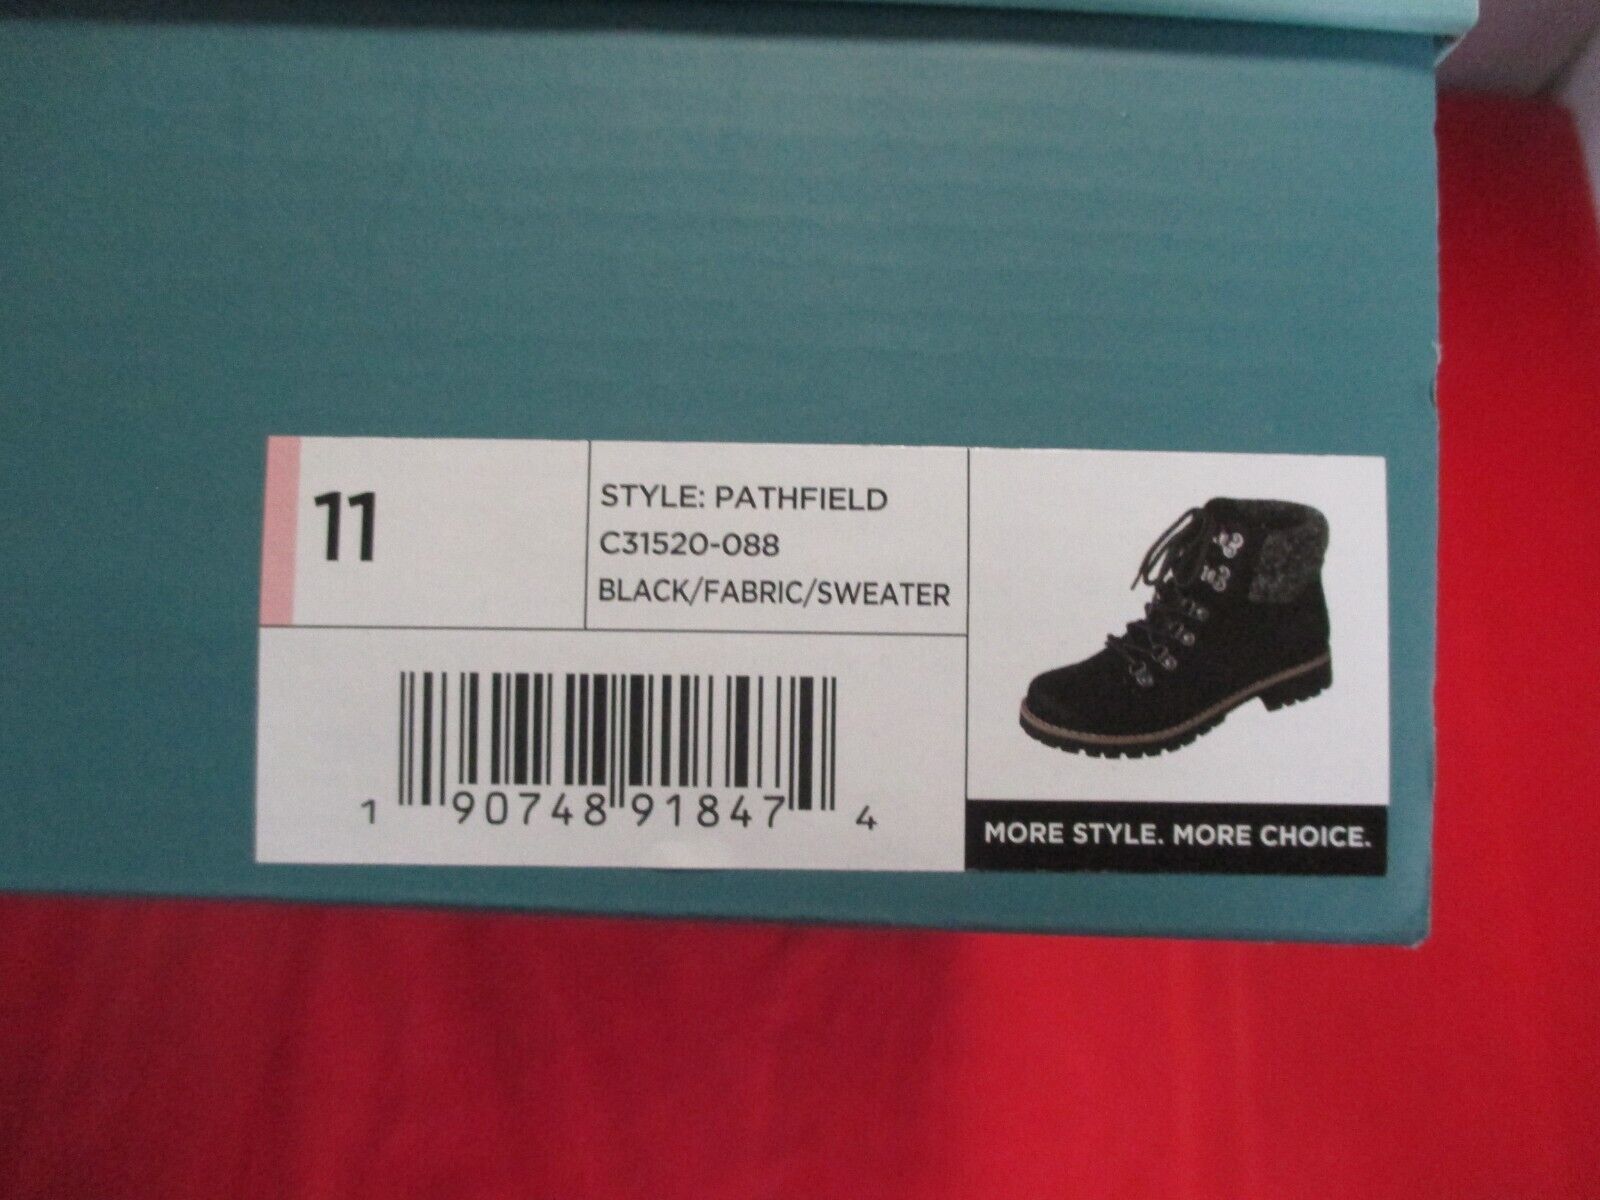 11
STYLE: PATHFIELD
C31520-088
BLACK/FABRIC/SWEATER
1 90748 91847 4
MORE STYLE. MORE CHOICE.